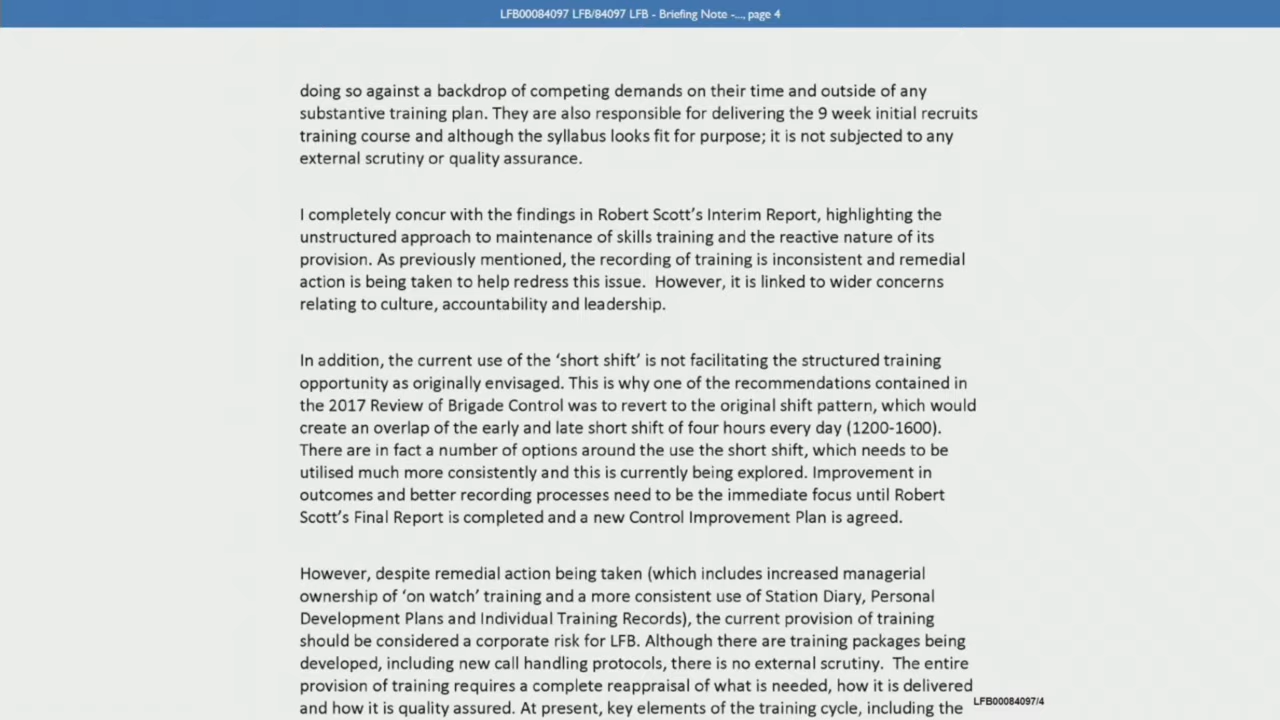 LFB00084097 LFB/84097 LFB - Briefing Note -..., page 4
doing so against a backdrop of competing demands on their time and outside of any
substantive training plan. They are also responsible for delivering the 9 week initial recruits
training course and although the syllabus looks fit for purpose; it is not subjected to any
external scrutiny or quality assurance.
I completely concur with the findings in Robert Scott's Interim Report, highlighting the
unstructured approach to maintenance of skills training and the reactive nature of its
provision. As previously mentioned, the recording of training is inconsistent and remedial
action is being taken to help redress this issue.  However, it is linked to wider concerns
relating to culture, accountability and leadership.
In addition, the current use of the 'short shift' is not facilitating the structured training
opportunity as originally envisaged. This is why one of the recommendations contained in
the 2017 Review of Brigade Control was to revert to the original shift pattern, which would
create an overlap of the early and late short shift of four hours every day (1200-1600).
There are in fact a number of options around the use the short shift, which needs to be
utilised much more consistently and this is currently being explored. Improvement in
outcomes and better recording processes need to be the immediate focus until Robert
Scott's Final Report is completed and a new Control Improvement Plan is agreed.
However, despite remedial action being taken (which includes increased managerial
ownership of 'on watch' training and a more consistent use of Station Diary, Personal
Development Plans and Individual Training Records), the current provision of training
should be considered a corporate risk for LFB. Although there are training packages being
developed, including new call handling protocols, there is no external scrutiny.  The entire
provision of training requires a complete reappraisal of what is needed, how it is delivered
and how it is quality assured. At present, key elements of the training cycle, including the
LFB00084097/4